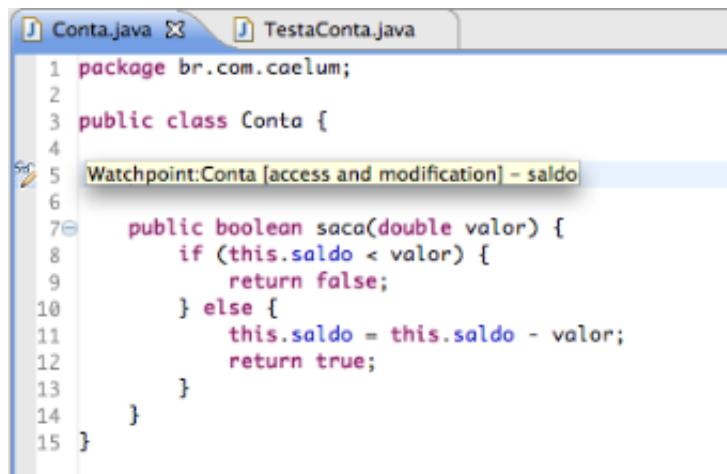 Conta.java TestaConta.java
1 package br.com.caelum;
2
3 public class Conta {
4
5 Watchpoint:Conta [access and modification] - saldo
6
7 public boolean saca(double valor) {
8 if (this.saldo < valor) {
9 return false;
10 } else {
11 this.saldo = this.saldo - valor;
12 return true;
13 }
14 }
15 }